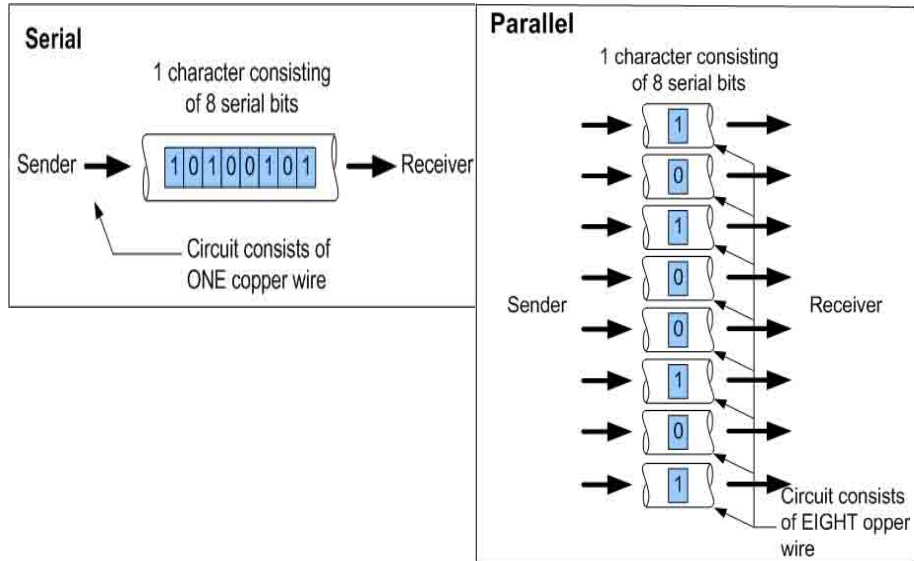 Serial
1 character consisting
of 8 serial bits
Sender
1 0 1 0 0 1 0 1
Receiver
Circuit consists of
ONE copper wire
Parallel
1 character consisting
of 8 serial bits
1
0
1
0
Sender
Receiver
0
1
0
1
Circuit consists
of EIGHT opper
wire